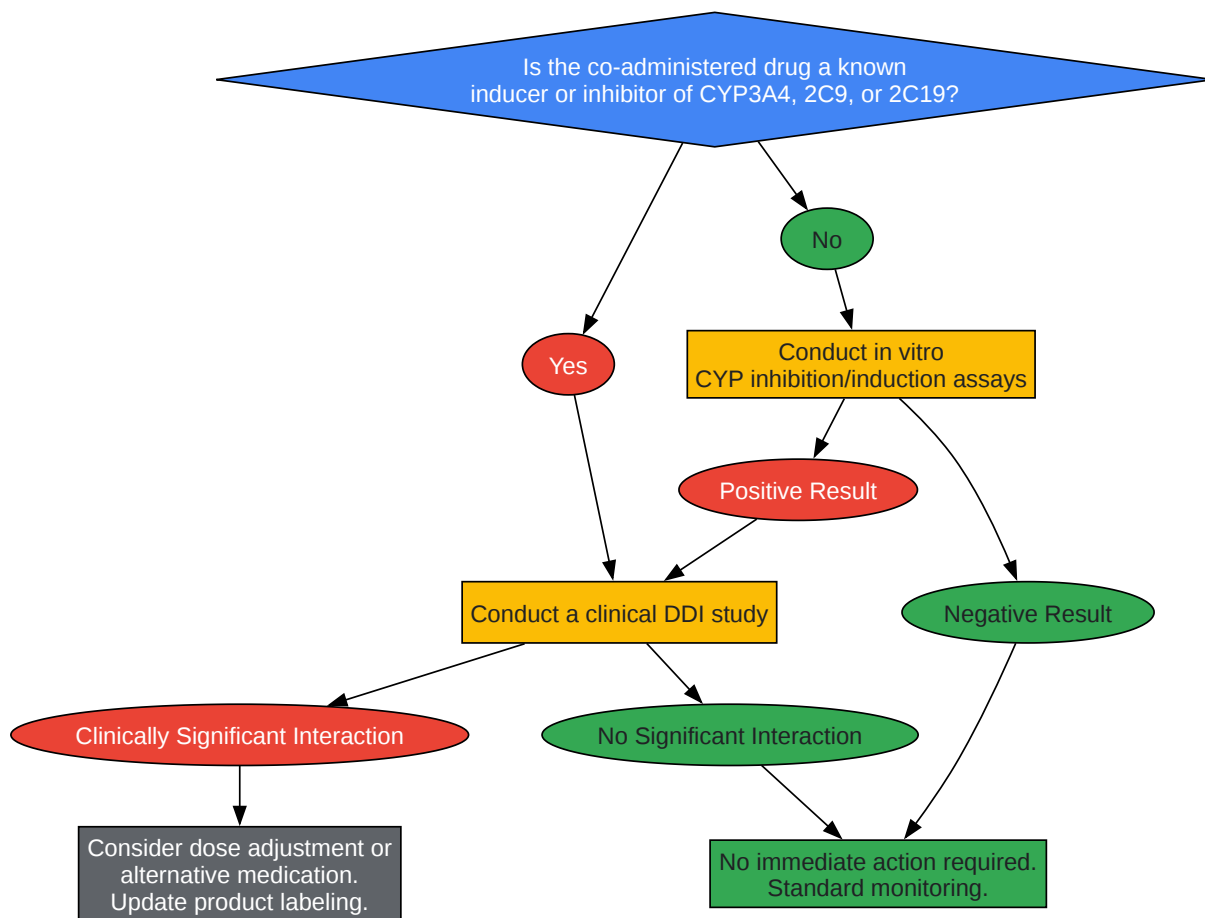 Is the co-administered drug a known
inducer or inhibitor of CYP3A4, 2C9, or 2C19?
No
Yes
Conduct in vitro
CYP inhibition/induction assays
Positive Result
Conduct a clinical DDI study
Negative Result
Clinically Significant Interaction
No Significant Interaction
Consider dose adjustment or
alternative medication.
Update product labeling.
No immediate action required.
Standard monitoring.